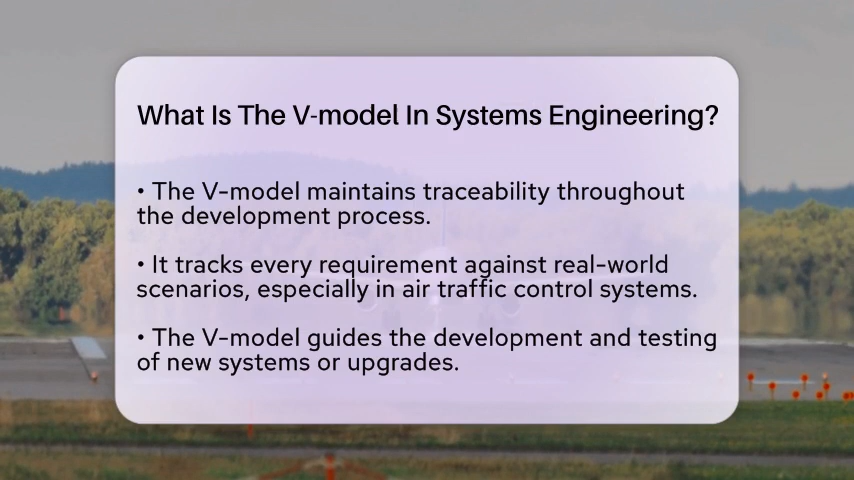 What Is The V-model In Systems Engineering?
• The V-model maintains traceability throughout
the development process.
• It tracks every requirement against real-world
scenarios, especially in air traffic control systems.
• The V-model guides the development and testing
of new systems or upgrades.